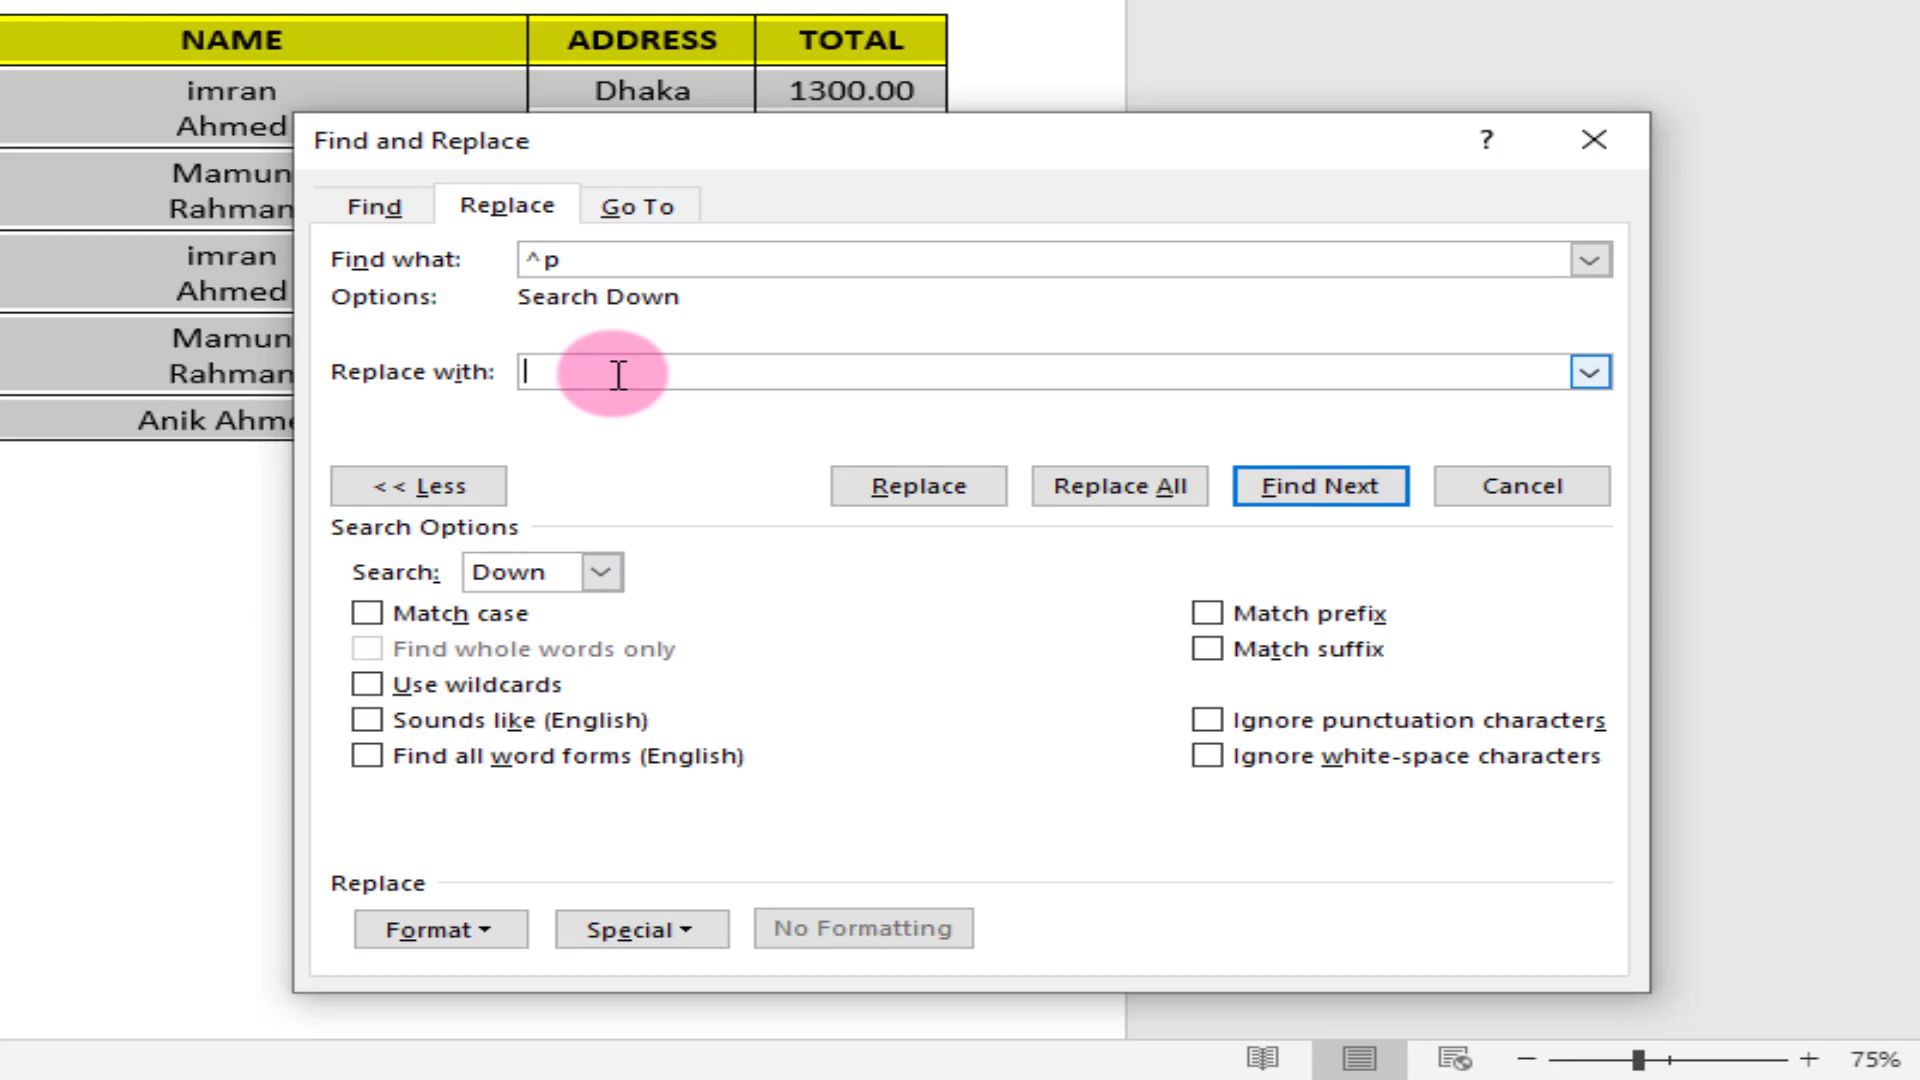 NAME ADDRESS TOTAL
imran Dhaka 1300.00
Ahmed
Mamun
Rahman
imran
Ahmed
Mamun
Rahman
Anik Ahme
Find and Replace ? 
Find Replace Go To
Find what: ^p
Options: Search Down
Replace with:
<< Less Replace Replace All Find Next Cancel
Search Options
Search: Down
Match case Match prefix
Find whole words only Match suffix
Use wildcards
Sounds like (English) Ignore punctuation characters
Find all word forms (English) Ignore white-space characters
Replace
Format Special No Formatting
75%